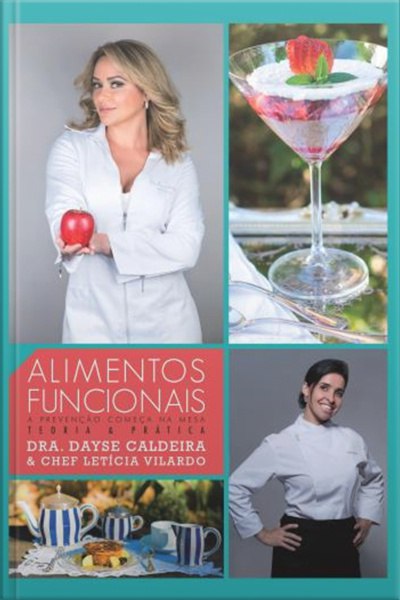 ALIMENTOS
FUNCIONAIS
A PREVENÇÃO COMEÇA NA MESA
TEORIA & PRÁTICA
DRA. DAYSE CALDEIRA
& CHEF LETÍCIA VILARDO